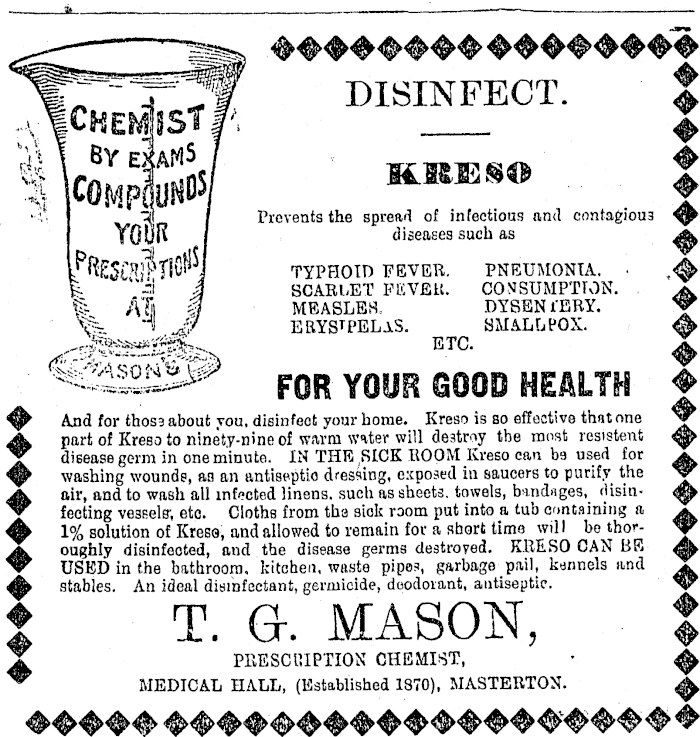 CHEMIST
BY EXAMS
COMPOUNDS
YOUR
PRESCRIPTIONS
AT
MASON'S
DISINFECT.
KRESO
Prevents the spread of infectious and contagious
diseases such as
TYPHOID FEVER. PNEUMONIA.
SCARLET FEVER. CONSUMPTION.
MEASLES. DYSENTERY.
ERYSIPELAS. SMALLPOX.
ETC.
FOR YOUR GOOD HEALTH
And for those about you, disinfect your home. Kreso is so effective that one
part of Kreso to ninety-nine of warm water will destroy the most resistent
disease germ in one minute. IN THE SICK ROOM Kreso can be used for
washing wounds, as an antiseptic dressing, exposed in saucers to purify the
air, and to wash all infected linens, such as sheets, towels, bandages, disin-
fecting vessels, etc. Cloths from the sick room put into a tub containing a
1% solution of Kreso, and allowed to remain for a short time will be thor-
oughly disinfected, and the disease germs destroyed. KRESO CAN BE
USED in the bathroom, kitchen, waste pipes, garbage pail, kennels and
stables. An ideal disinfectant, germicide, deodorant, antiseptic.
T. G. MASON,
PRESCRIPTION CHEMIST,
MEDICAL HALL, (Established 1870), MASTERTON.